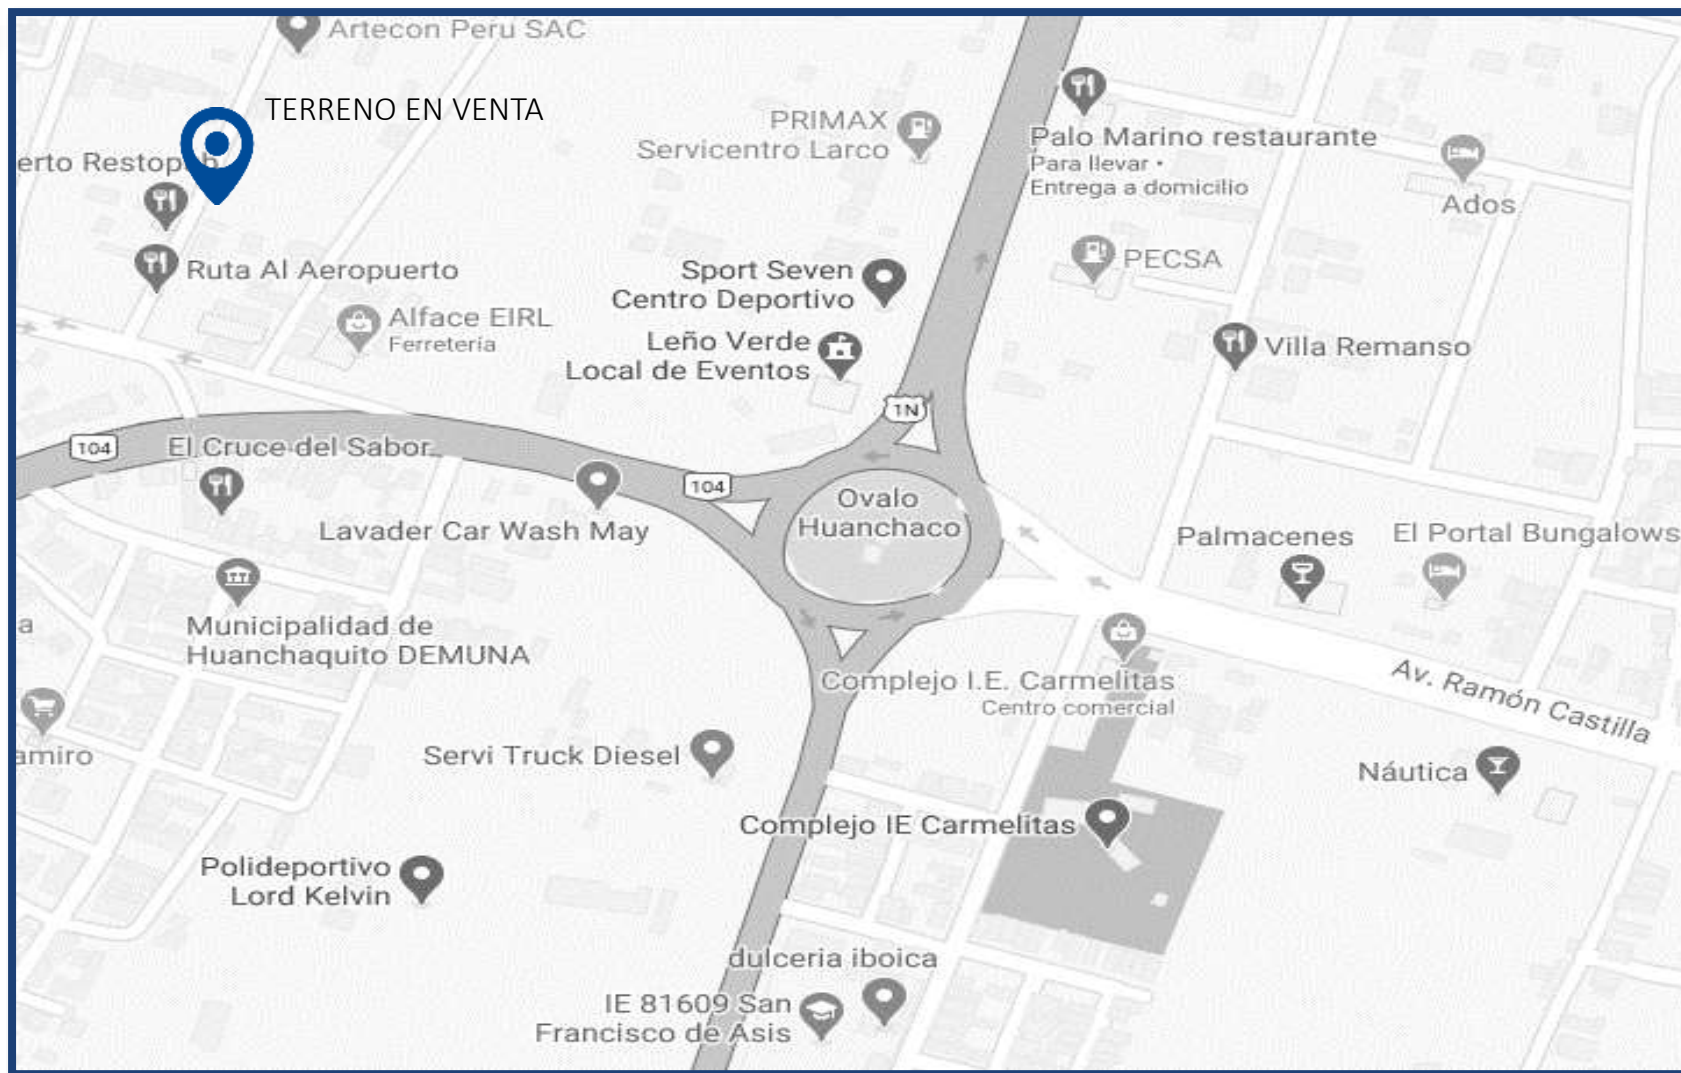 Artecon Peru SAC
TERRENO EN VENTA
PRIMAX
Servicentro Larco
Palo Marino restaurante
Para llevar •
Entrega a domicilio
erto Restop b
Ados
Ruta Al Aeropuerto
Sport Seven
Centro Deportivo
PECSA
Alface EIRL
Ferretería
Leño Verde
Local de Eventos
Villa Remanso
1N
104
El Cruce del Sabor
104
Ovalo
Huanchaco
Lavader Car Wash May
Palmacenes
El Portal Bungalows
a
Municipalidad de
Huanchaquito DEMUNA
Complejo I.E. Carmelitas
Centro comercial
Av. Ramón Castilla
amiro
Servi Truck Diesel
Náutica
Complejo IE Carmelitas
Polideportivo
Lord Kelvin
dulceria iboica
IE 81609 San
Francisco de Asis